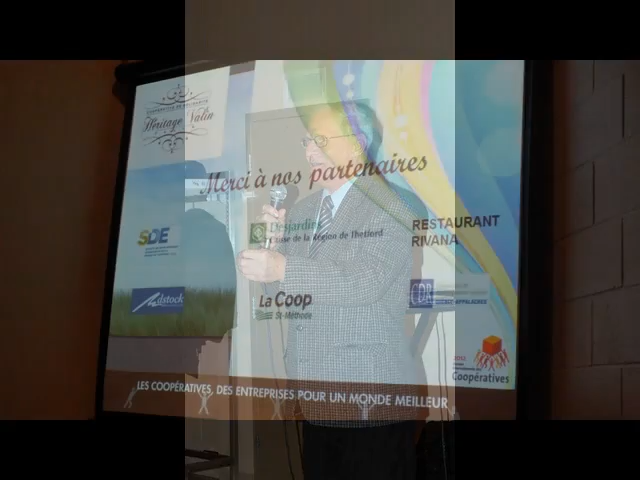 Héritage Valin
Merci à nos partenaires
SDE
Desjardins
Caisse de la Région de Thetford
RESTAURANT
RIVANA
Adstock
La Coop
St-Méthode
CDR
2012
Coopératives
LES COOPÉRATIVES, DES ENTREPRISES POUR UN MONDE MEILLEUR